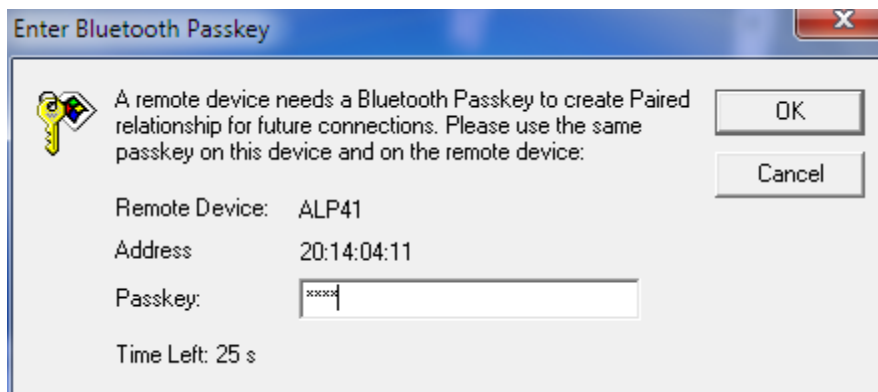 Enter Bluetooth Passkey
A remote device needs a Bluetooth Passkey to create Paired
relationship for future connections. Please use the same
passkey on this device and on the remote device:
OK
Cancel
Remote Device: ALP41
Address 20:14:04:11
Passkey: ****
Time Left: 25 s